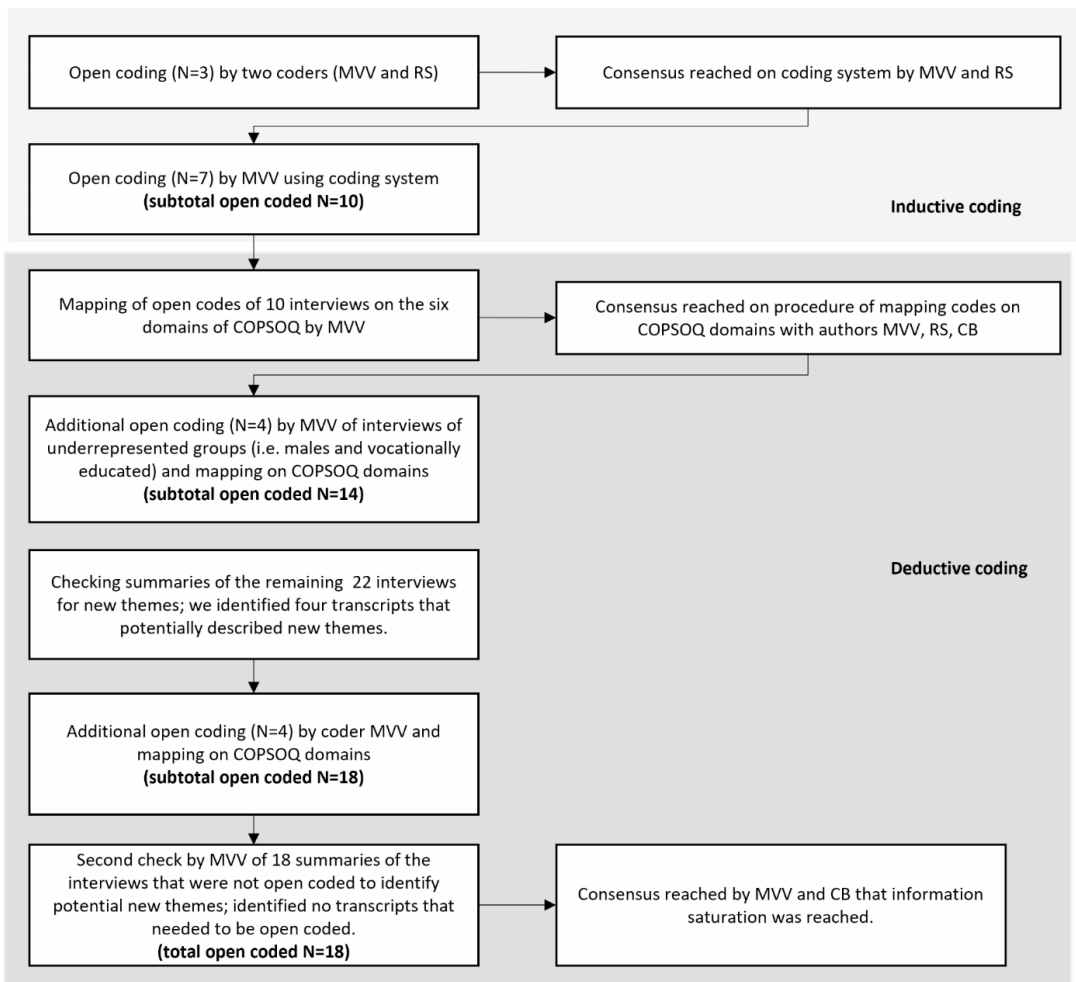 Open coding (N=3) by two coders (MVV and RS)
Consensus reached on coding system by MVV and RS
Open coding (N=7) by MVV using coding system
(subtotal open coded N=10)
Inductive coding
Mapping of open codes of 10 interviews on the six
domains of COPSOQ by MVV
Consensus reached on procedure of mapping codes on
COPSOQ domains with authors MVV, RS, CB
Additional open coding (N=4) by MVV of interviews of
underrepresented groups (i.e. males and vocationally
educated) and mapping on COPSOQ domains
(subtotal open coded N=14)
Checking summaries of the remaining 22 interviews
for new themes; we identified four transcripts that
potentially described new themes.
Deductive coding
Additional open coding (N=4) by coder MVV and
mapping on COPSOQ domains
(subtotal open coded N=18)
Second check by MVV of 18 summaries of the
interviews that were not open coded to identify
potential new themes; identified no transcripts that
needed to be open coded.
(total open coded N=18)
Consensus reached by MVV and CB that information
saturation was reached.